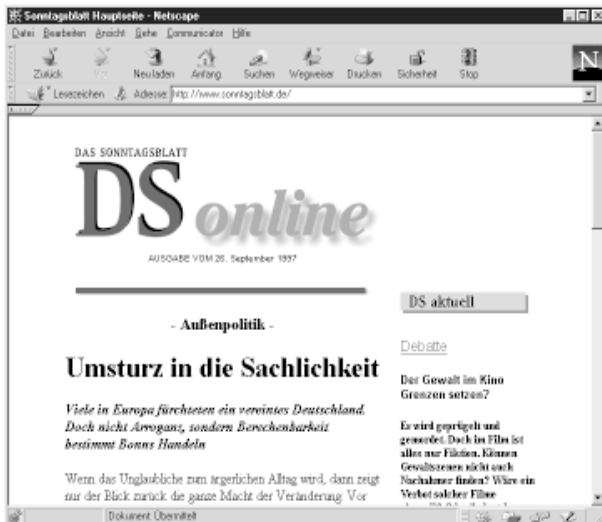 Sonntagsblatt Hauptseite - Netscape
Datei Bearbeiten Ansicht Gehe Communicator Hilfe
Zurück Vor Neu laden Anfang Suchen Wegweiser Drucken Sicherheit Stop
N
Lesezeichen Adresse: http://www.sonntagsblatt.de/
DAS SONNTAGSBLATT
DS online
AUSGABE VOM 26. September 1997
DS aktuell
- Außenpolitik -
Debatte
Umsturz in die Sachlichkeit
Der Gewalt im Kino
Grenzen setzen?
Viele in Europa fürchteten ein vereintes Deutschland.
Doch nicht Arroganz, sondern Berechenbarkeit
bestimmt Bonns Handeln
Es wird geprügelt und
gemordet. Doch im Film ist
alles nur Fiktion. Können
Gewaltszenen nicht auch
Nachahmer finden? Wäre ein
Verbot solcher Filme
Wenn das Unglaubliche zum ärgerlichen Alltag wird, dann zeigt
nur der Blick zurück die ganze Macht der Veränderung. Vor
Dokument Übermittelt